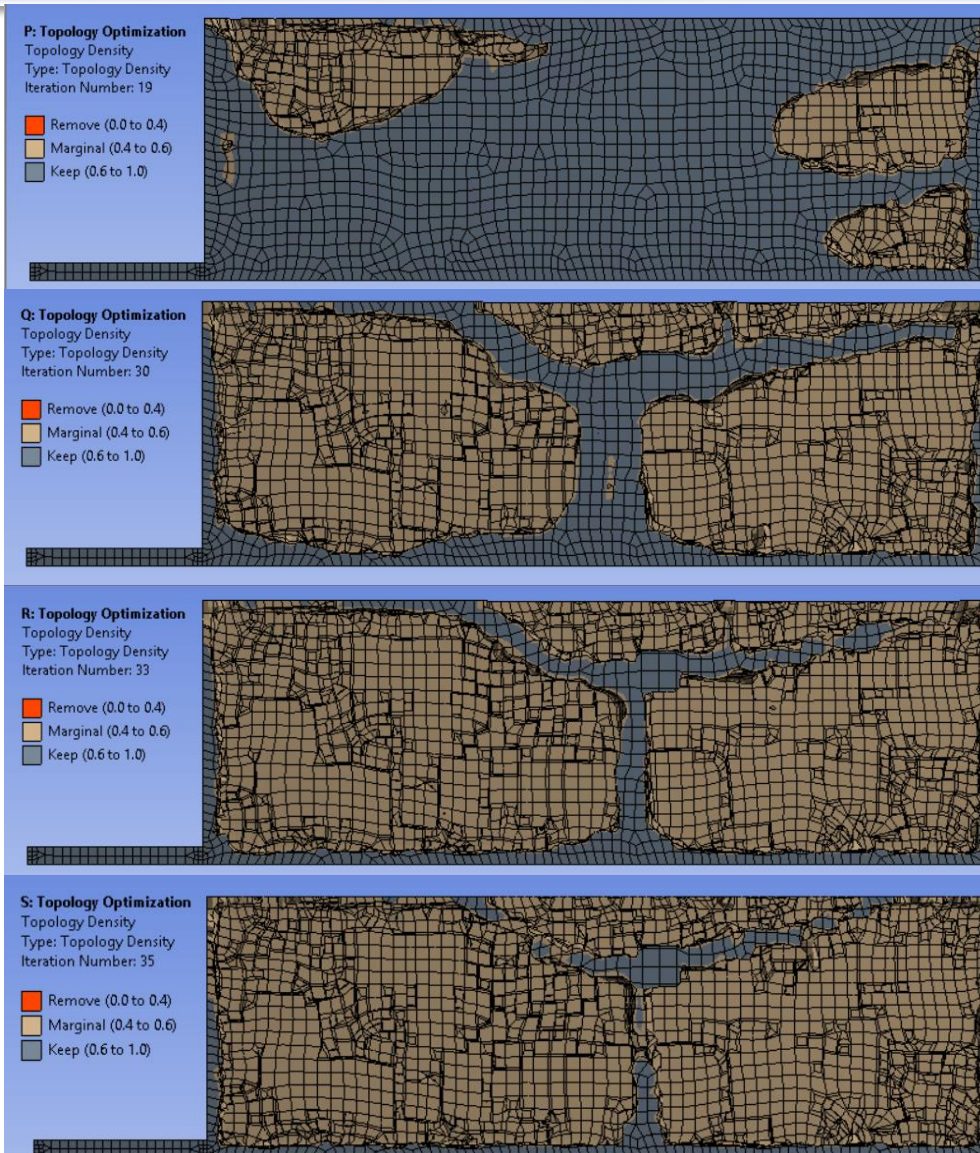 P: Topology Optimization
Topology Density
Type: Topology Density
Iteration Number: 19
Remove (0.0 to 0.4)
Marginal (0.4 to 0.6)
Keep (0.6 to 1.0)
Q: Topology Optimization
Topology Density
Type: Topology Density
Iteration Number: 30
Remove (0.0 to 0.4)
Marginal (0.4 to 0.6)
Keep (0.6 to 1.0)
R: Topology Optimization
Topology Density
Type: Topology Density
Iteration Number: 33
Remove (0.0 to 0.4)
Marginal (0.4 to 0.6)
Keep (0.6 to 1.0)
S: Topology Optimization
Topology Density
Type: Topology Density
Iteration Number: 35
Remove (0.0 to 0.4)
Marginal (0.4 to 0.6)
Keep (0.6 to 1.0)